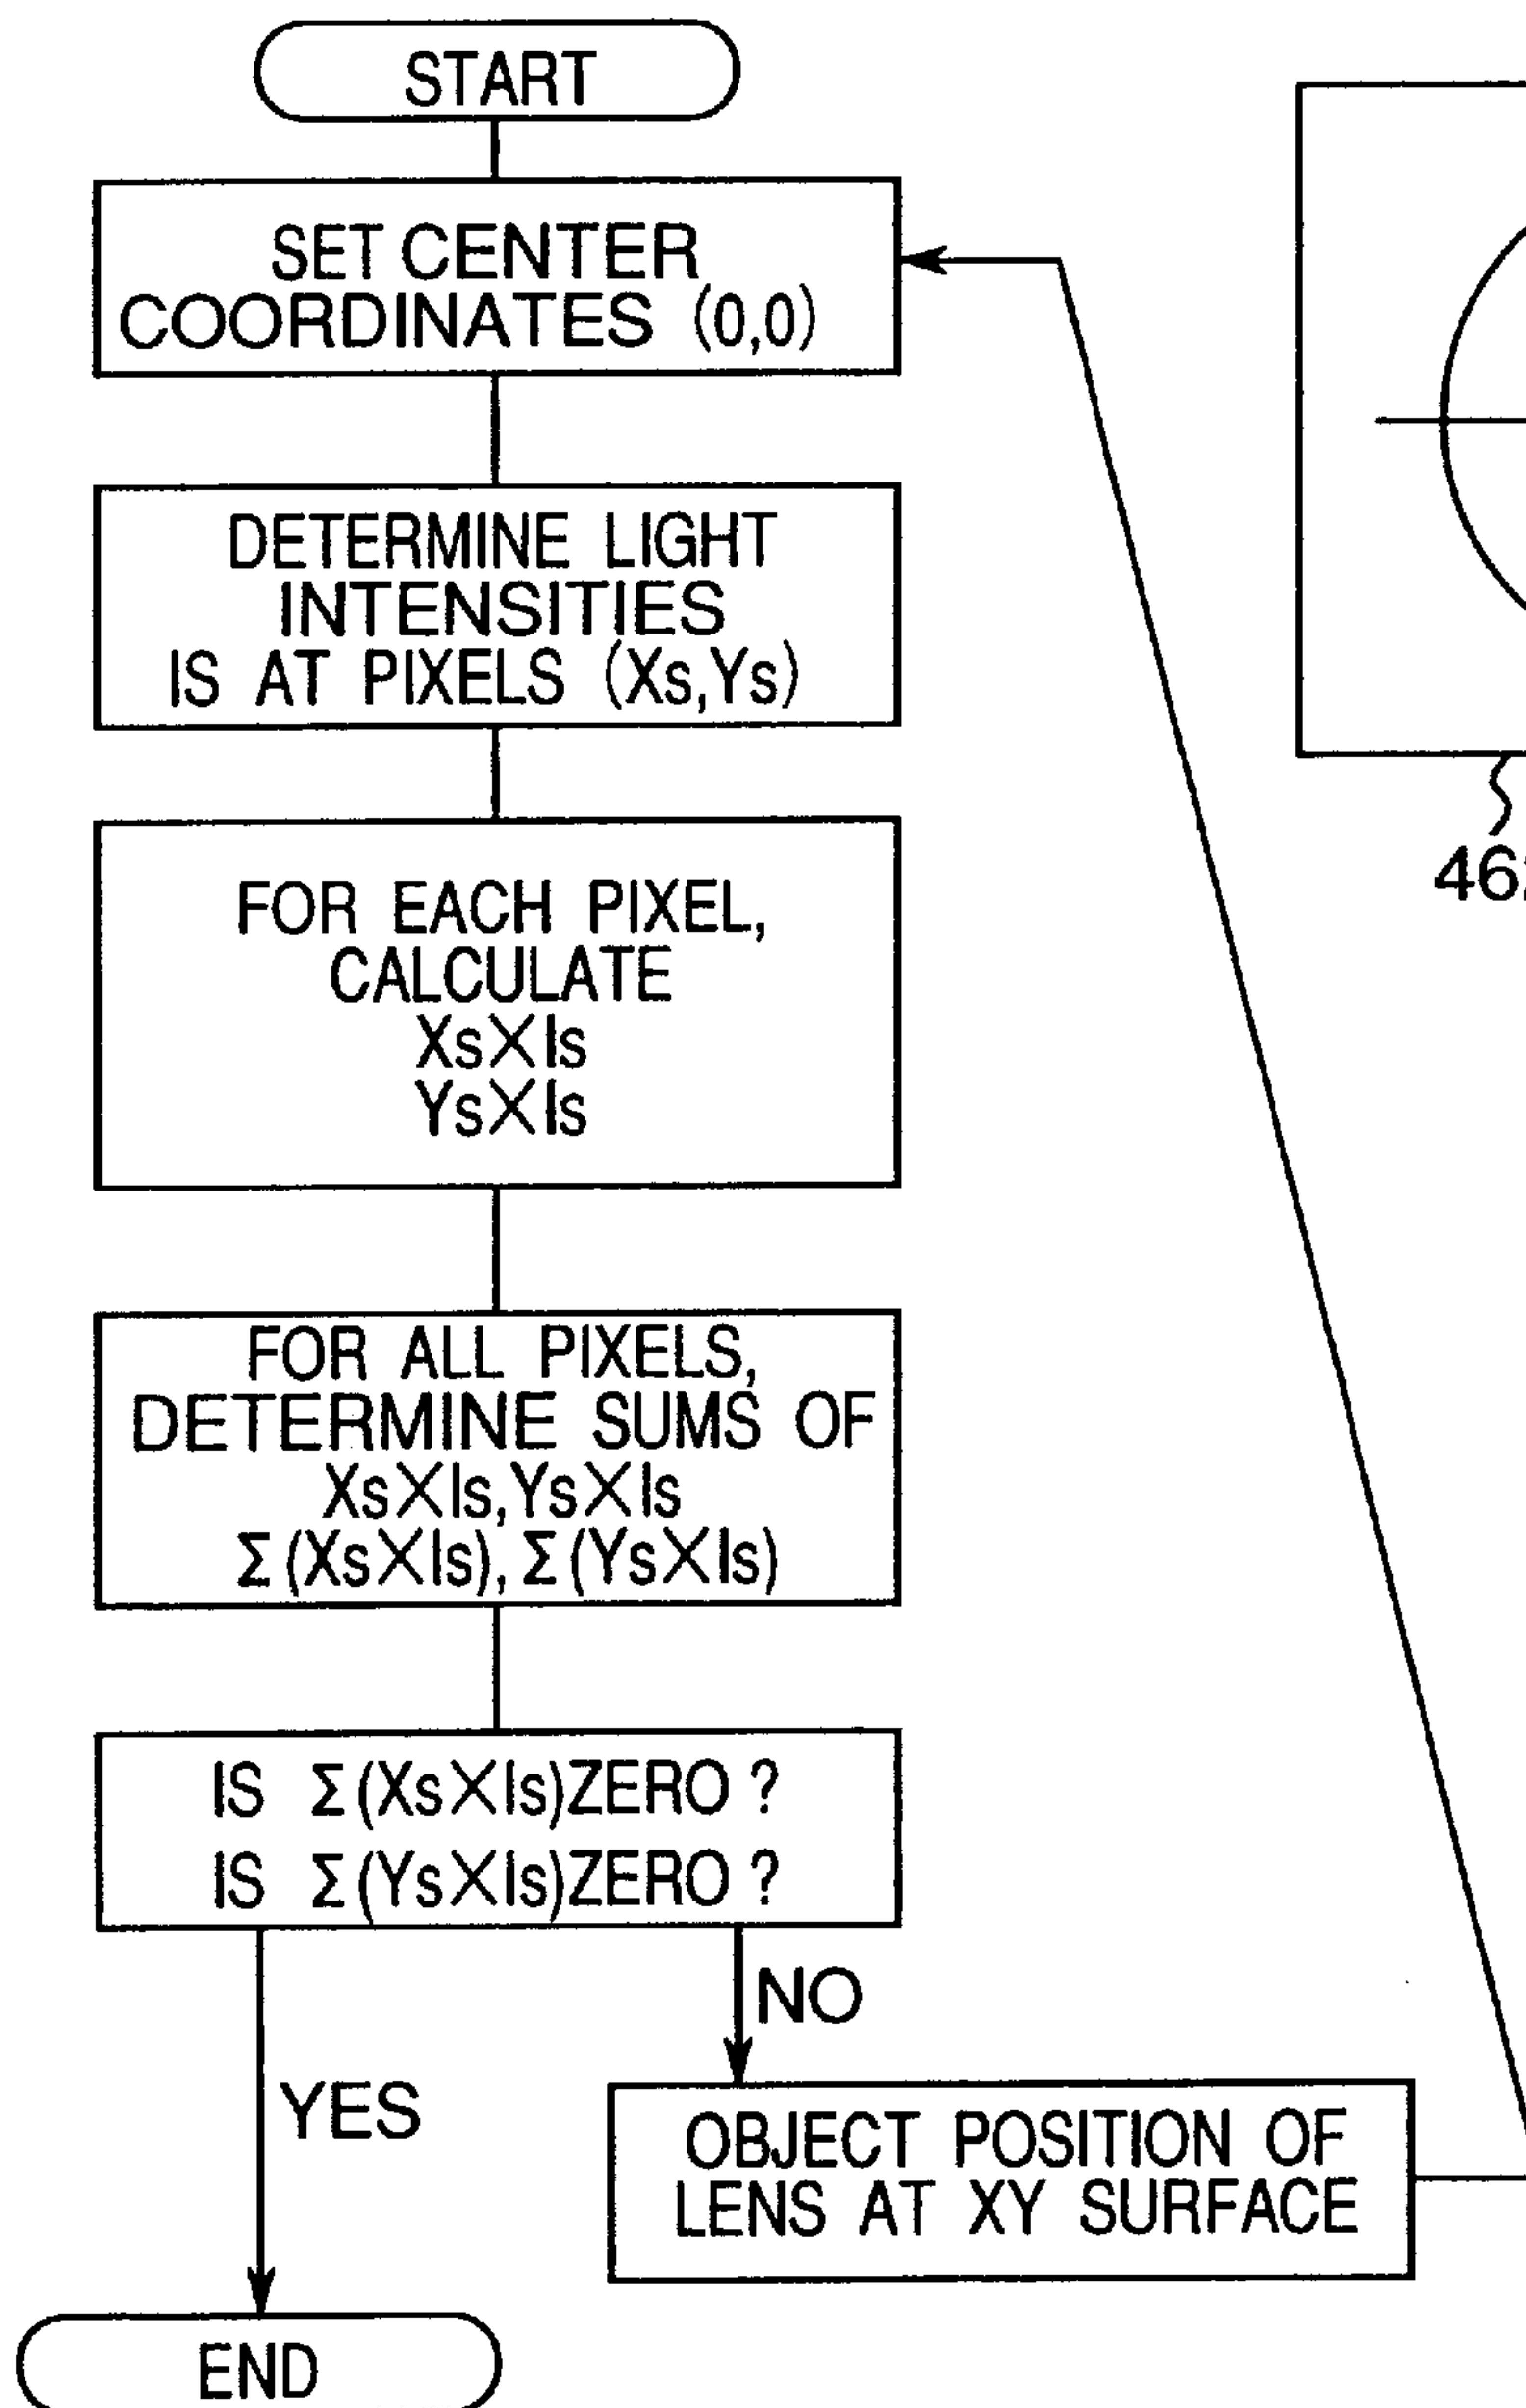 START
SET CENTER
COORDINATES (0,0)
DETERMINE LIGHT
INTENSITIES
IS AT PIXELS (Xs,Ys)
FOR EACH PIXEL,
CALCULATE
Xs×Is
Ys×Is
FOR ALL PIXELS,
DETERMINE SUMS OF
Xs×Is,Ys×Is
Σ(Xs×Is),Σ(Ys×Is)
IS Σ(Xs×Is)ZERO?
IS Σ(Ys×Is)ZERO?
NO
YES
OBJECT POSITION OF
LENS AT XY SURFACE
END